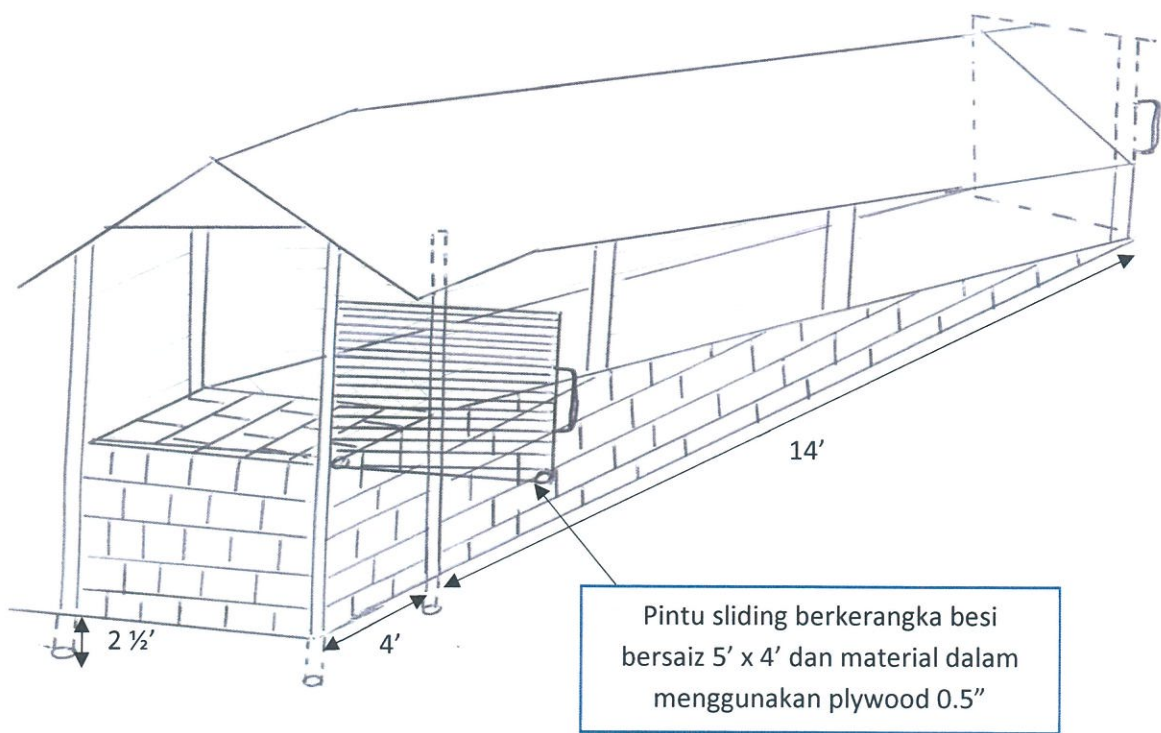 14’
2 ½’
4’
Pintu sliding berkerangka besi
bersaiz 5’ x 4’ dan material dalam
menggunakan plywood 0.5”